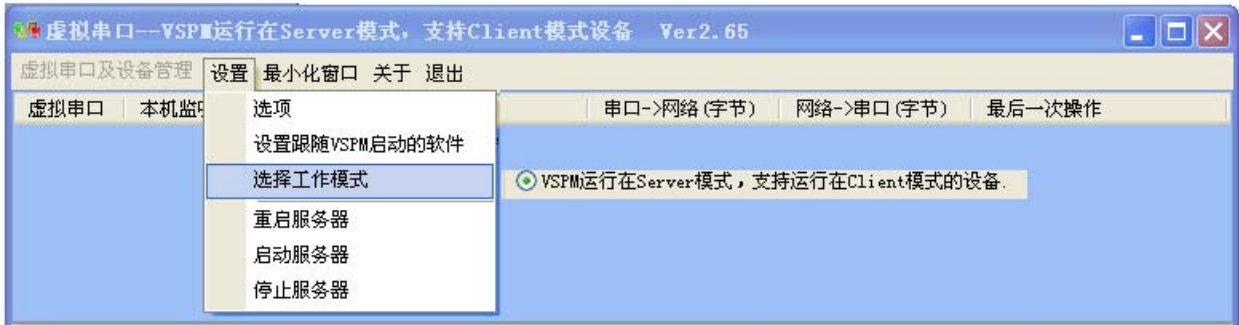 虚拟串口--VSPM运行在Server模式，支持Client模式设备 Ver2.65
虚拟串口及设备管理 设置 最小化窗口 关于 退出
虚拟串口 本机监 串口->网络(字节) 网络->串口(字节) 最后一次操作
选项
设置跟随VSPM启动的软件
选择工作模式 VSPM运行在Server模式，支持运行在Client模式的设备.
重启服务器
启动服务器
停止服务器